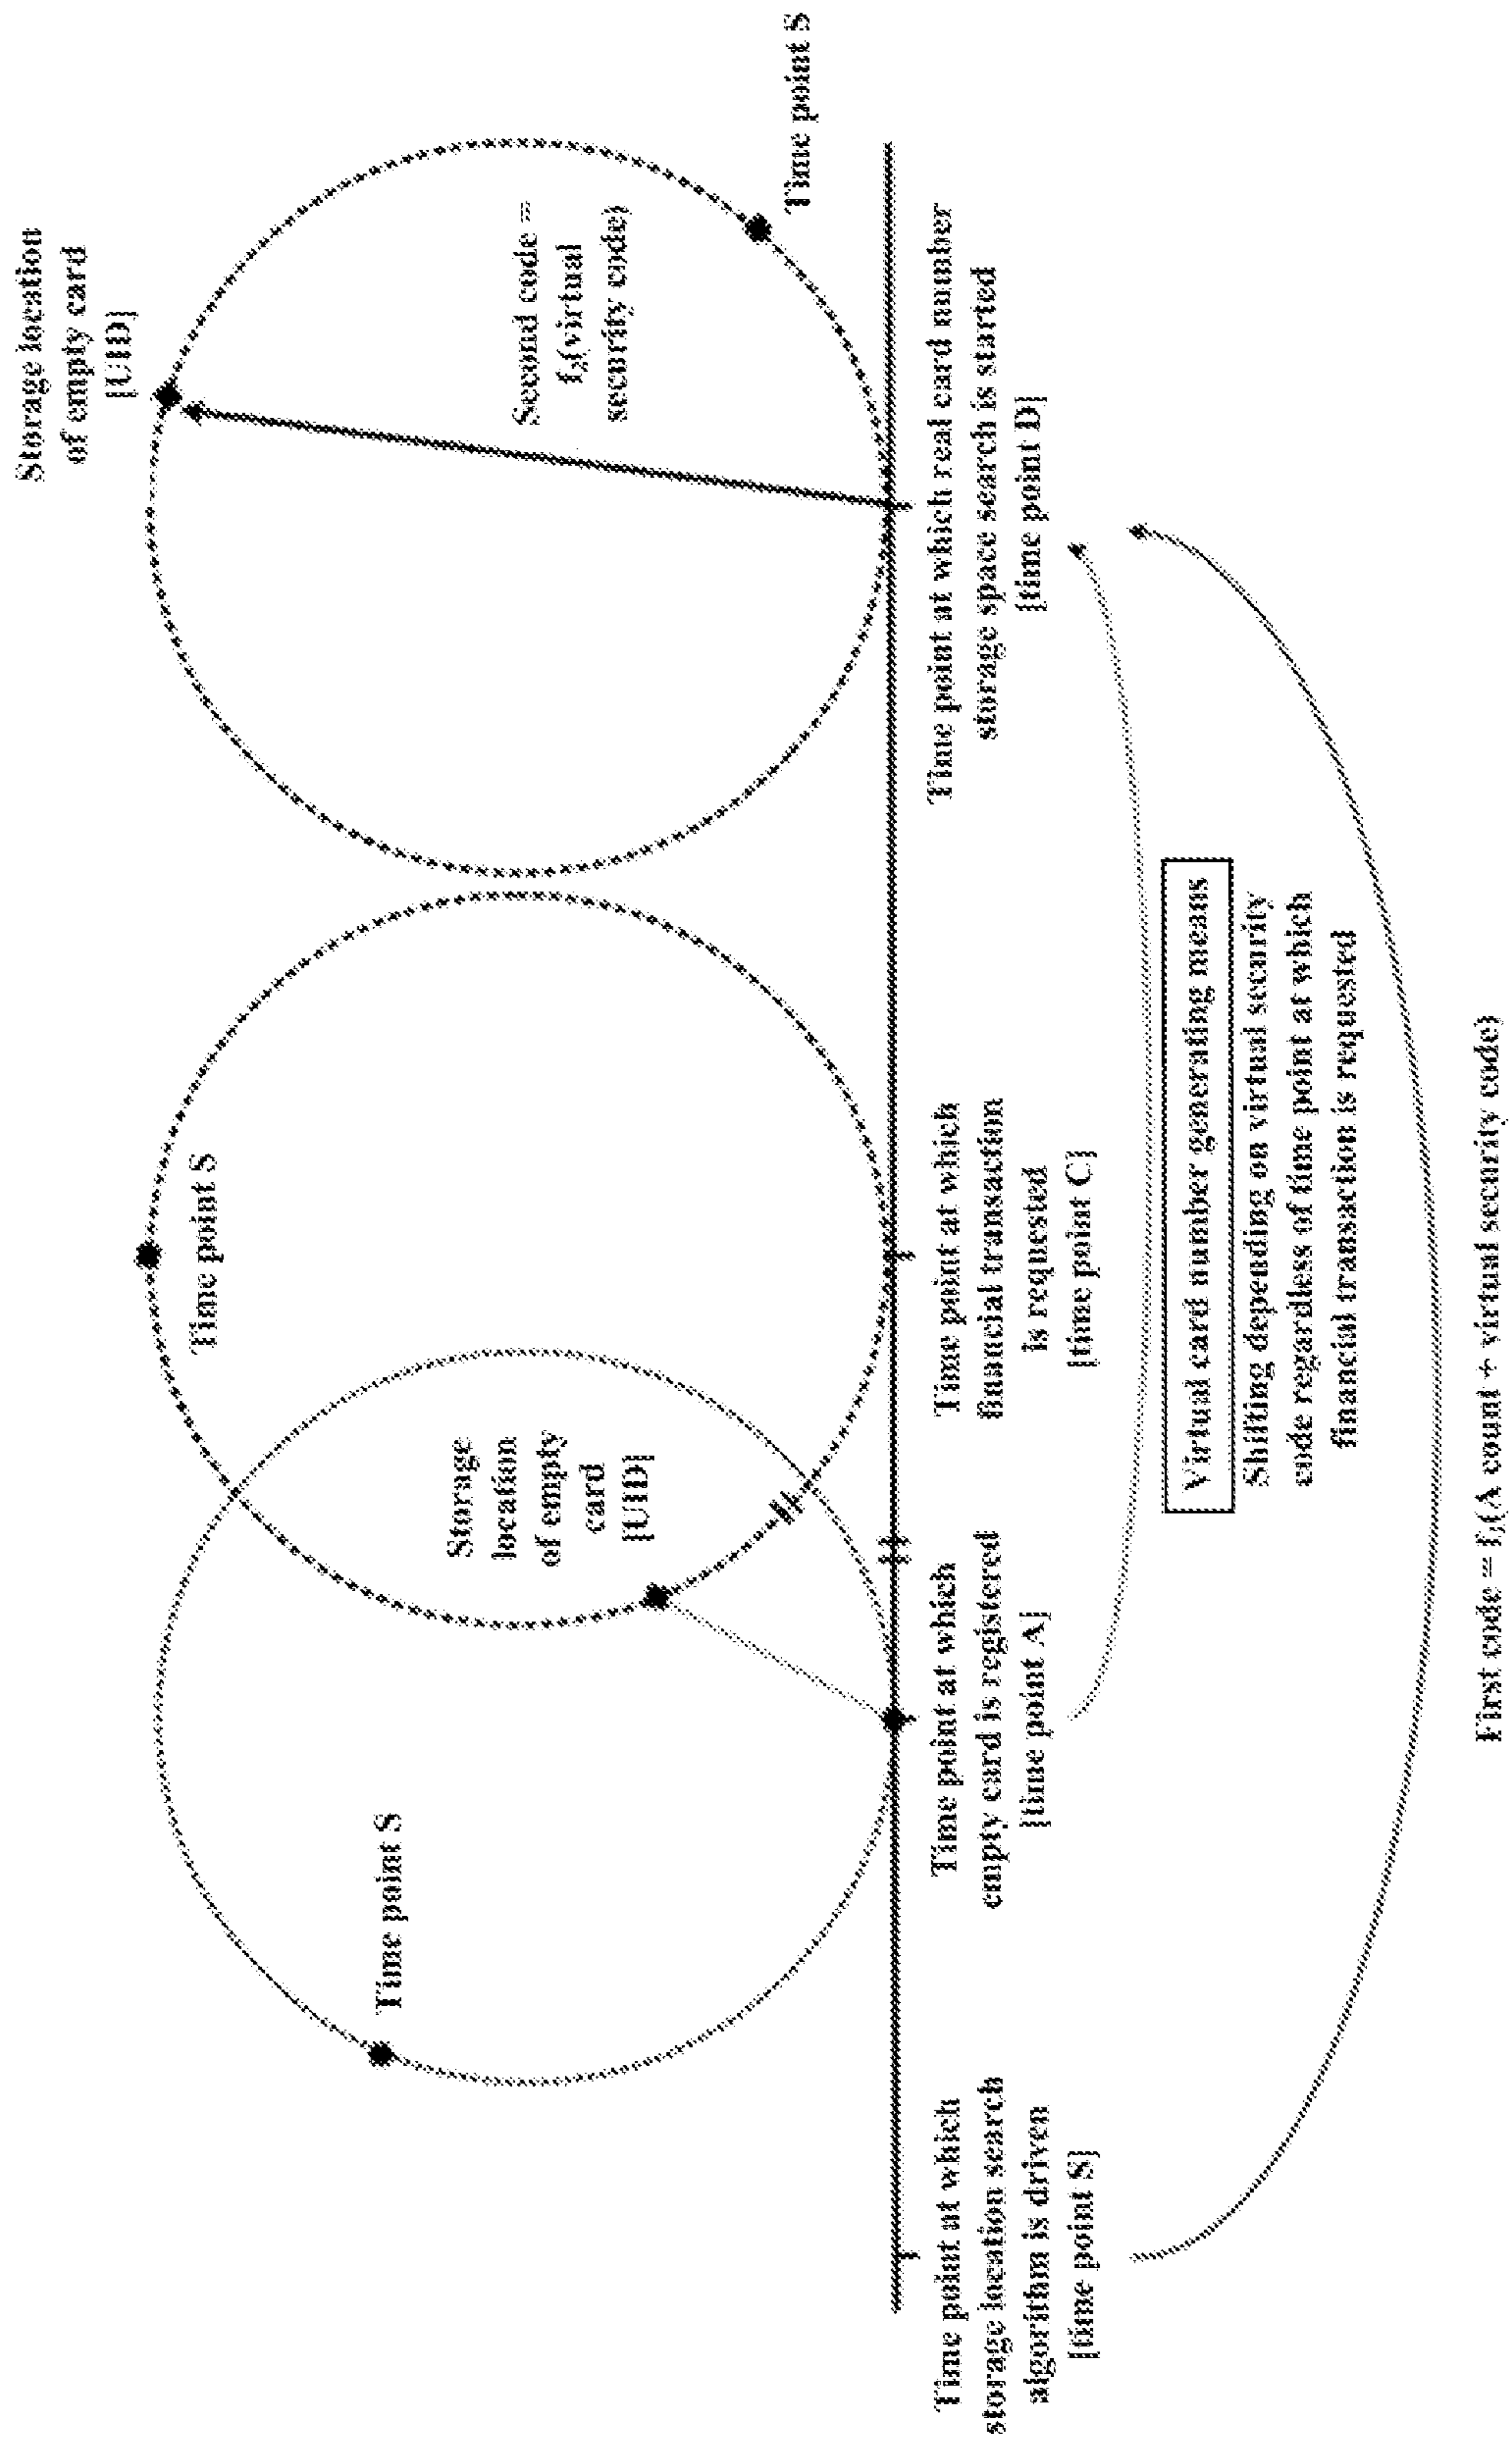 Storage location
of empty card
[UID]
Time point S
Time point S
Storage
location
of empty
card
[UID]
Second code =
(virtual
security code)
Time point S
Time point at which
storage location search
algorithm is driven
[time point S]
Time point at which
empty card is registered
[time point A]
Time point at which
financial transaction
is requested
[time point C]
Time point at which real card number
storage space search is started
[time point D]
Virtual card number generating means
Shifting depending on virtual security
code regardless of time point at which
financial transaction is requested
First code = (A count + virtual security code)